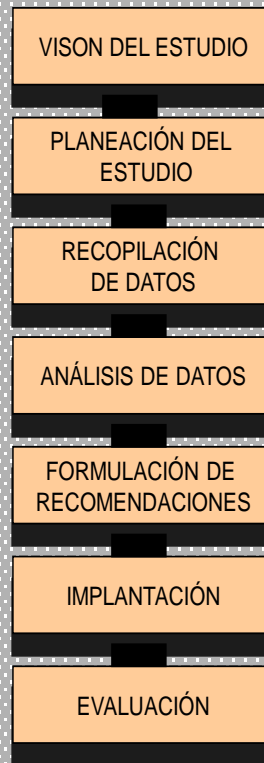 VISON DEL ESTUDIO
PLANEACIÓN DEL
ESTUDIO
RECOPILACIÓN
DE DATOS
ANÁLISIS DE DATOS
FORMULACIÓN DE
RECOMENDACIONES
IMPLANTACIÓN
EVALUACIÓN